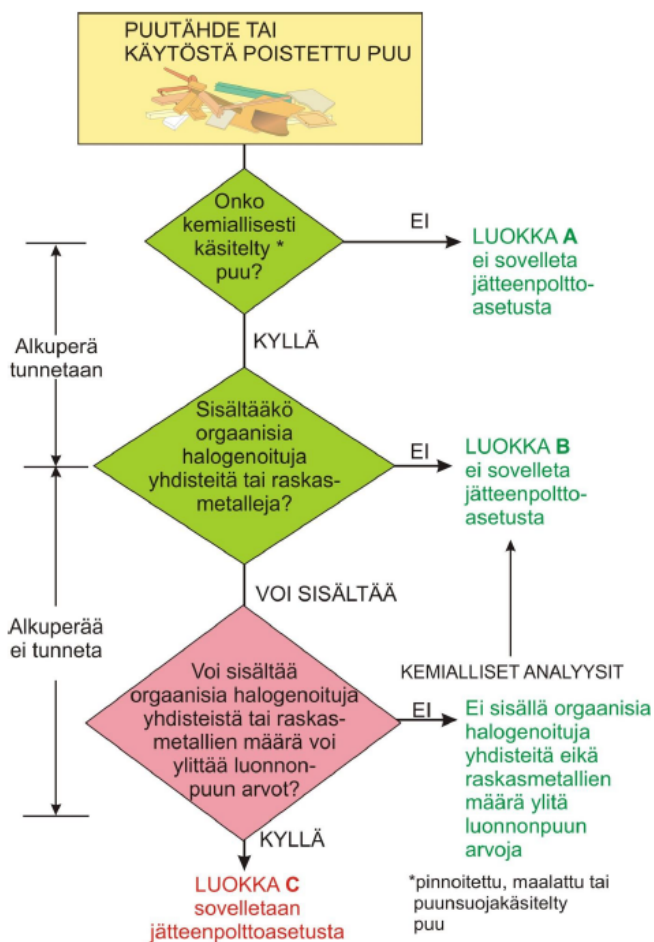 PUUTÄHDE TAI
KÄYTÖSTÄ POISTETTU PUU
Onko
kemiallisesti
käsitelty *
puu?
EI
LUOKKA A
ei sovelleta
jätteenpoltto-
asetusta
KYLLÄ
Alkuperä
tunnetaan
Sisältääkö
orgaanisia
halogenoituja
yhdisteitä tai raskas-
metalleja?
EI
LUOKKA B
ei sovelleta
jätteenpoltto-
asetusta
VOI SISÄLTÄÄ
Alkuperää
ei tunneta
Voi sisältää
orgaanisia halogenoituja
yhdisteistä tai raskas-
metallien määrä voi
ylittää luonnon-
puun arvot?
EI
KEMIALLISET ANALYYSIT
Ei sisällä orgaanisia
halogenoituja
yhdisteitä eikä
raskasmetallien
määrä ylitä
luonnonpuun
arvoja
KYLLÄ
LUOKKA C
sovelletaan
jätteenpolttoasetusta
*pinnoitettu, maalattu tai
puunsuojakäsitelty
puu